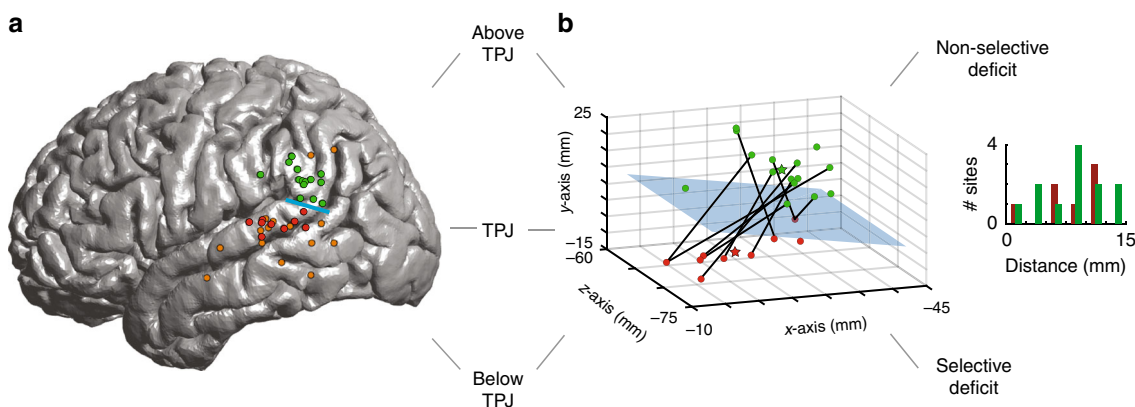 a
Above
TPJ
TPJ
Below
TPJ
b
Non-selective
deficit
25
y-axis (mm)
−15
−60
z-axis (mm)
−75
−10
x-axis (mm)
−45
Selective
deficit
4
# sites
0
0
15
Distance (mm)